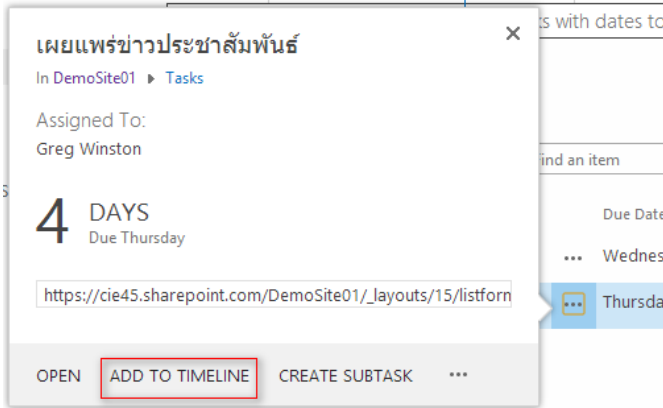 เผยแพร่ข่าวประชาสัมพันธ์
In DemoSite01 ▸ Tasks
Assigned To:
Greg Winston
4 DAYS
Due Thursday
https://cie45.sharepoint.com/DemoSite01/_layouts/15/listform
OPEN ADD TO TIMELINE CREATE SUBTASK ...
with dates to
ind an item
Due Date
... Wednes
... Thursda